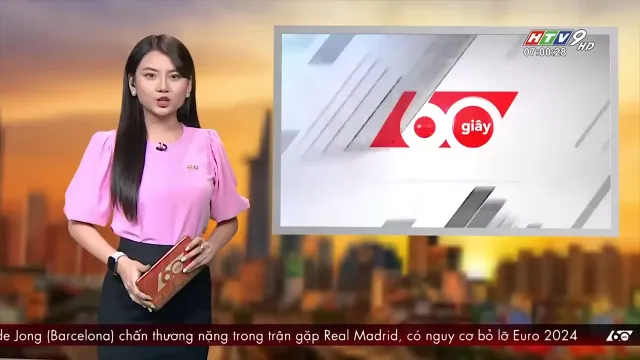 HTV9 HD
07:00:28
60 giây
de Jong (Barcelona) chấn thương nặng trong trận gặp Real Madrid, có nguy cơ bỏ lỡ Euro 2024
60